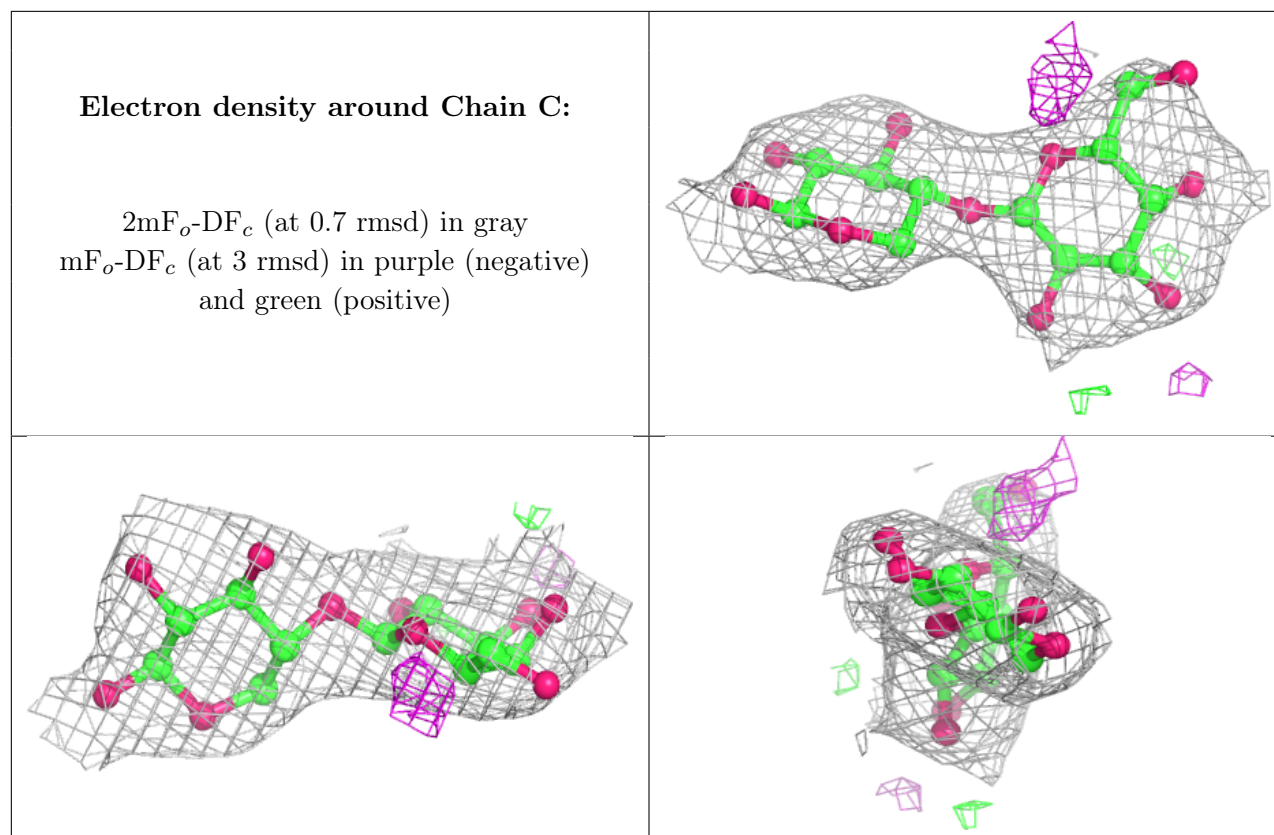 Electron density around Chain C:
2mFₒ-DF𝒸 (at 0.7 rmsd) in gray
mFₒ-DF𝒸 (at 3 rmsd) in purple (negative)
and green (positive)